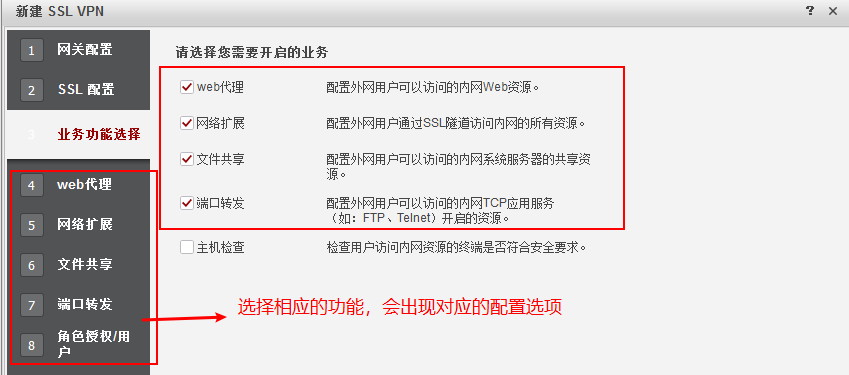 新建 SSL VPN
? ×
1 网关配置
2 SSL 配置
3 业务功能选择
4 web代理
5 网络扩展
6 文件共享
7 端口转发
8 角色授权/用
户
请选择您需要开启的业务
web代理 配置外网用户可以访问的内网Web资源。
网络扩展 配置外网用户通过SSL隧道访问内网的所有资源。
文件共享 配置外网用户可以访问的内网系统服务器的共享资
源。
端口转发 配置外网用户可以访问的内网TCP应用服务
（如：FTP、Telnet）开启的资源。
主机检查 检查用户访问内网资源的终端是否符合安全要求。
选择相应的功能，会出现对应的配置选项